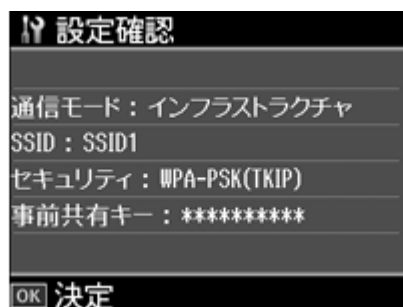 設定確認
通信モード：インフラストラクチャ
SSID：SSID1
セキュリティ：WPA-PSK(TKIP)
事前共有キー：**********
OK 決定